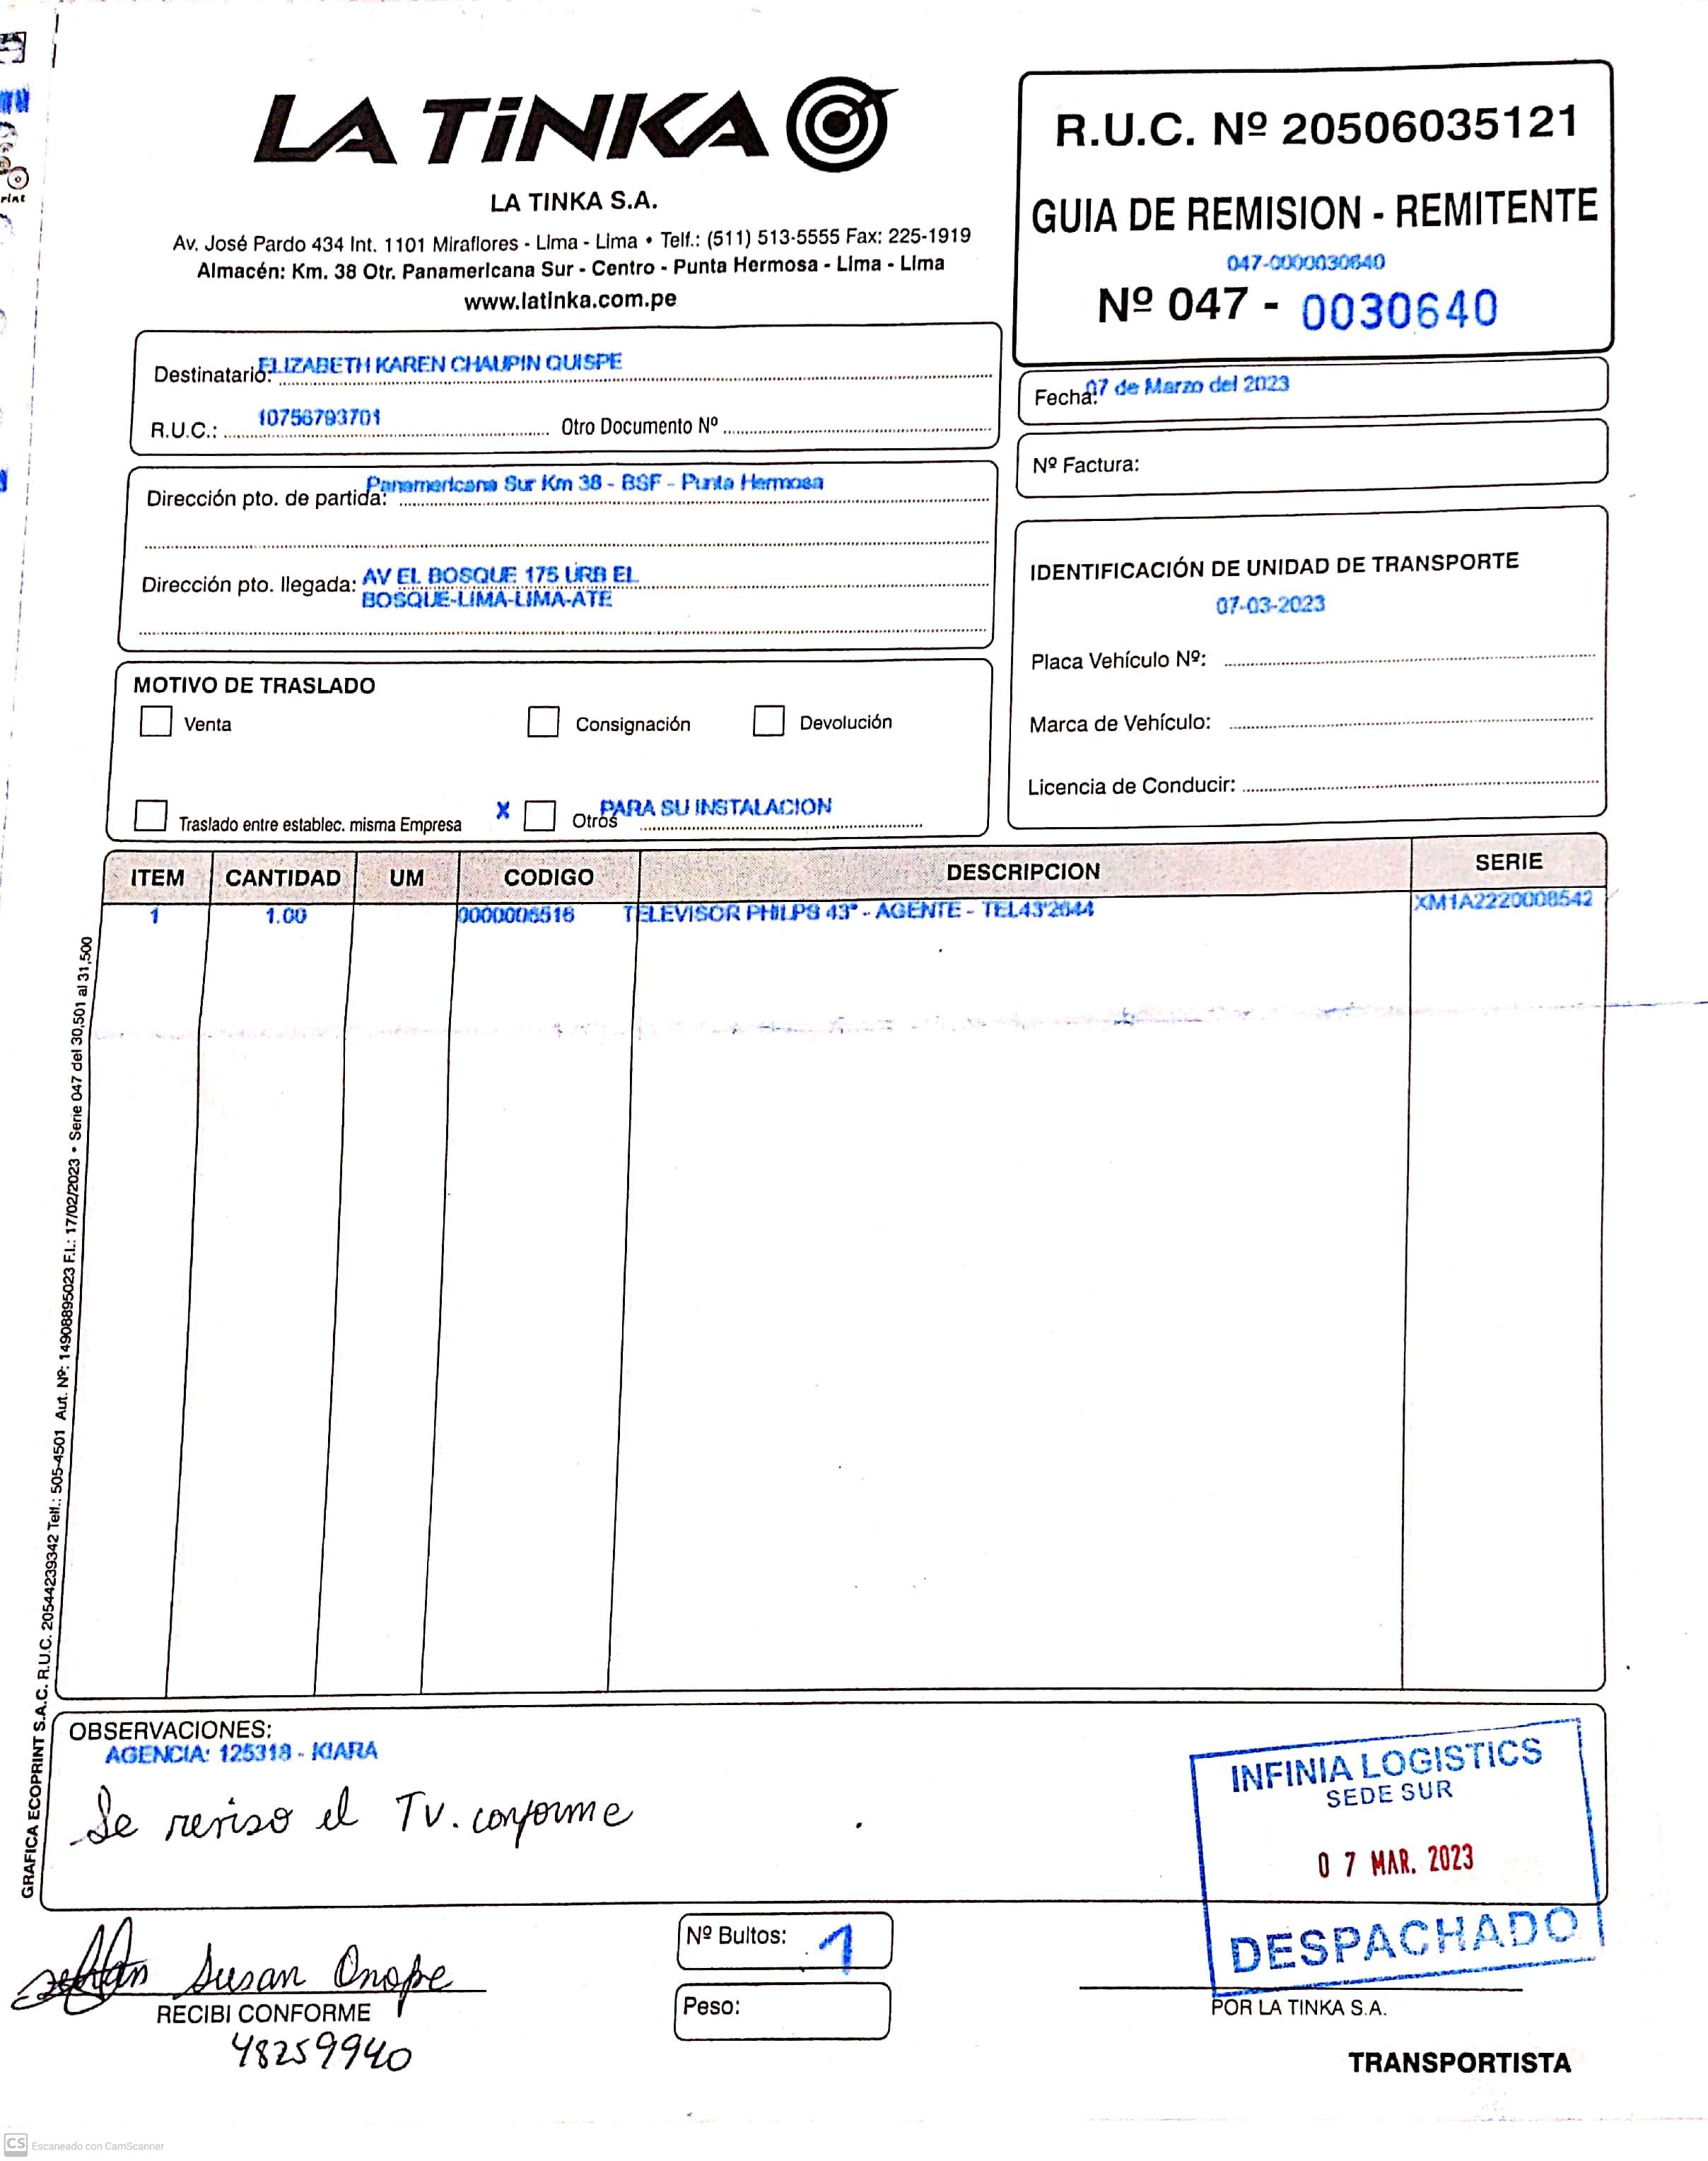 LA TiNKA
LA TINKA S.A.
Av. José Pardo 434 Int. 1101 Miraflores - Lima - Lima • Telf.: (511) 513-5555 Fax: 225-1919
Almacén: Km. 38 Otr. Panamericana Sur - Centro - Punta Hermosa - Lima - Lima
www.latinka.com.pe
R.U.C. Nº 20506035121
GUIA DE REMISION - REMITENTE
047-0000030640
Nº 047 - 0030640
Destinatario: ELIZABETH KAREN CHAUPIN QUISPE
R.U.C.: 10756793701 Otro Documento Nº
Fecha: 07 de Marzo del 2023
Nº Factura:
Dirección pto. de partida: Panamericana Sur Km 38 - BSF - Punta Hermosa
Dirección pto. llegada: AV EL BOSQUE 175 URB EL
BOSQUE-LIMA-LIMA-ATE
IDENTIFICACIÓN DE UNIDAD DE TRANSPORTE
07-03-2023
Placa Vehículo Nº:
Marca de Vehículo:
Licencia de Conducir:
MOTIVO DE TRASLADO
Venta Consignación Devolución
Traslado entre establec. misma Empresa X Otros PARA SU INSTALACION
ITEM CANTIDAD UM CODIGO DESCRIPCION SERIE
1 1.00 0000006516 TELEVISOR PHILPS 43" - AGENTE - TEL43'2644 XM1A2220008542
GRAFICA ECOPRINT S.A.C. R.U.C. 20544239342 Telf.: 505-4501 Aut. Nº: 14908895023 F.I.: 17/02/2023 • Serie 047 del 30,501 al 31,500
OBSERVACIONES:
AGENCIA: 125318 - KIARA
Se reviso el TV. conforme
INFINIA LOGISTICS
SEDE SUR
07 MAR. 2023
DESPACHADO
Susan Onope
RECIBI CONFORME
48259940
Nº Bultos: 1
Peso:
POR LA TINKA S.A.
TRANSPORTISTA
CS Escaneado con CamScanner